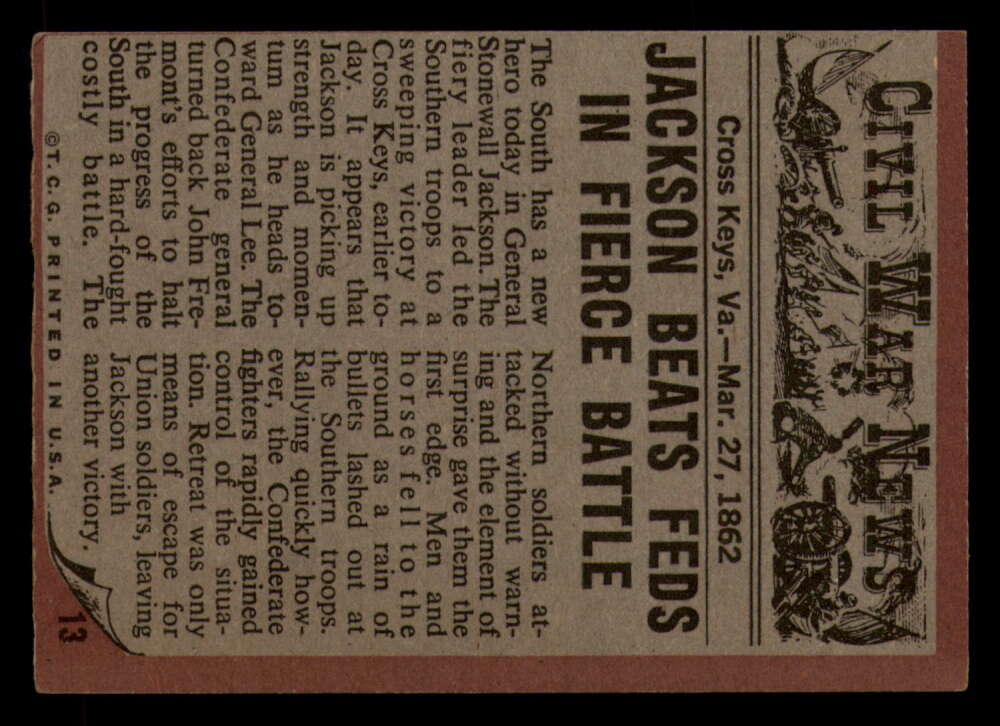 CIVIL WAR NEWS
Cross Keys, Va.—Mar. 27, 1862
JACKSON BEATS FEDS
IN FIERCE BATTLE
The South has a new
hero today in General
Stonewall Jackson. The
fiery leader led the
Southern troops to a
sweeping victory at
Cross Keys, earlier to-
day. It appears that
Jackson is picking up
strength and momen-
tum as he heads to-
ward General Lee. The
Confederate general
turned back John Fre-
mont's efforts to halt
the progress of the
South in a hard-fought
costly battle. The
Northern soldiers at-
tacked without warn-
ing and the element of
surprise gave them the
first edge. Men and
horses fell to the
ground as a rain of
bullets lashed out at
the Southern troops.
Rallying quickly how-
ever, the Confederate
fighters rapidly gained
control of the situa-
tion. Retreat was only
means of escape for
Union soldiers, leaving
Jackson with
another victory.
©T.C.G. PRINTED IN U.S.A.
13